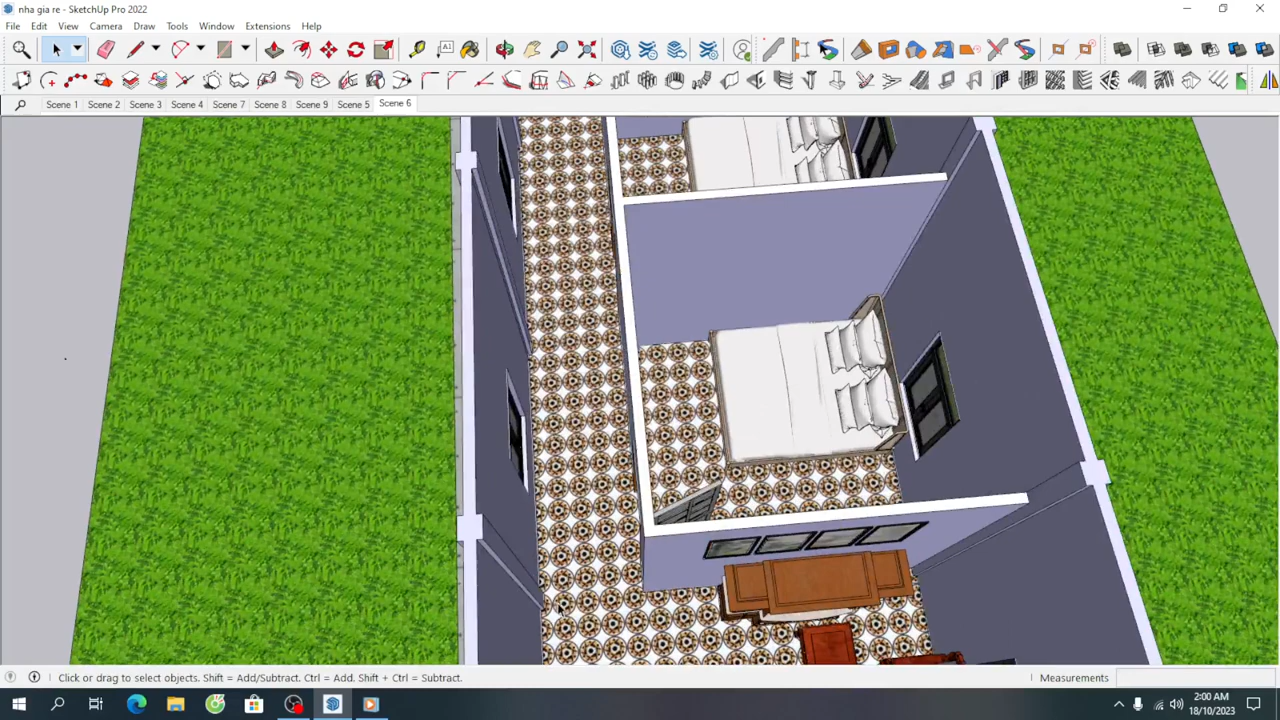 nha gia re - SketchUp Pro 2022
File Edit View Camera Draw Tools Window Extensions Help
Scene 1 Scene 2 Scene 3 Scene 4 Scene 7 Scene 8 Scene 9 Scene 5 Scene 6
Click or drag to select objects. Shift = Add/Subtract. Ctrl = Add. Shift + Ctrl = Subtract. Measurements
2:00 AM
18/10/2023